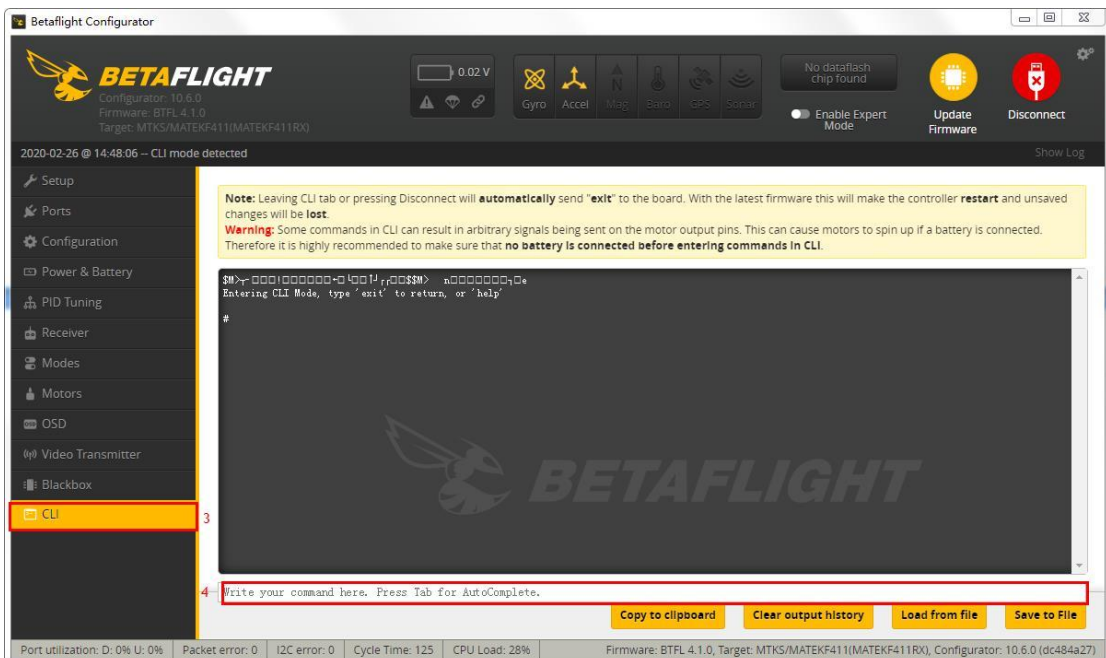 Betaflight Configurator
BETAFLIGHT
Configurator: 10.6.0
Firmware: BTFL 4.1.0
Target: MTKS/MATEKF411(MATEKF411RX)
0.02 V
Gyro
Accel
Mag
Baro
GPS
Sonar
No dataflash
chip found
Enable Expert
Mode
Update
Firmware
Disconnect
2020-02-26 @ 14:48:06 -- CLI mode detected
Show Log
Setup
Ports
Configuration
Power & Battery
PID Tuning
Receiver
Modes
Motors
OSD
Video Transmitter
Blackbox
CLI
3
Note: Leaving CLI tab or pressing Disconnect will automatically send "exit" to the board. With the latest firmware this will make the controller restart and unsaved
changes will be lost.
Warning: Some commands in CLI can result in arbitrary signals being sent on the motor output pins. This can cause motors to spin up if a battery is connected.
Therefore it is highly recommended to make sure that no battery is connected before entering commands in CLI.
Entering CLI Mode, type 'exit' to return, or 'help'
#
BETAFLIGHT
4
Write your command here. Press Tab for AutoComplete.
Copy to clipboard
Clear output history
Load from file
Save to File
Port utilization: D: 0% U: 0%
Packet error: 0
I2C error: 0
Cycle Time: 125
CPU Load: 28%
Firmware: BTFL 4.1.0, Target: MTKS/MATEKF411(MATEKF411RX), Configurator: 10.6.0 (dc484a27)